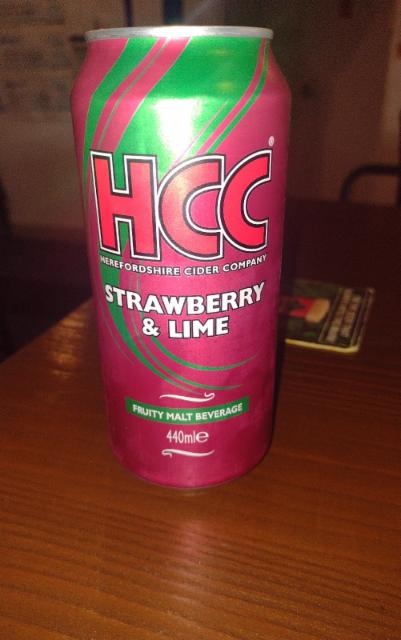 HCC®
HEREFORDSHIRE CIDER COMPANY
STRAWBERRY
& LIME
FRUITY MALT BEVERAGE
440ml℮